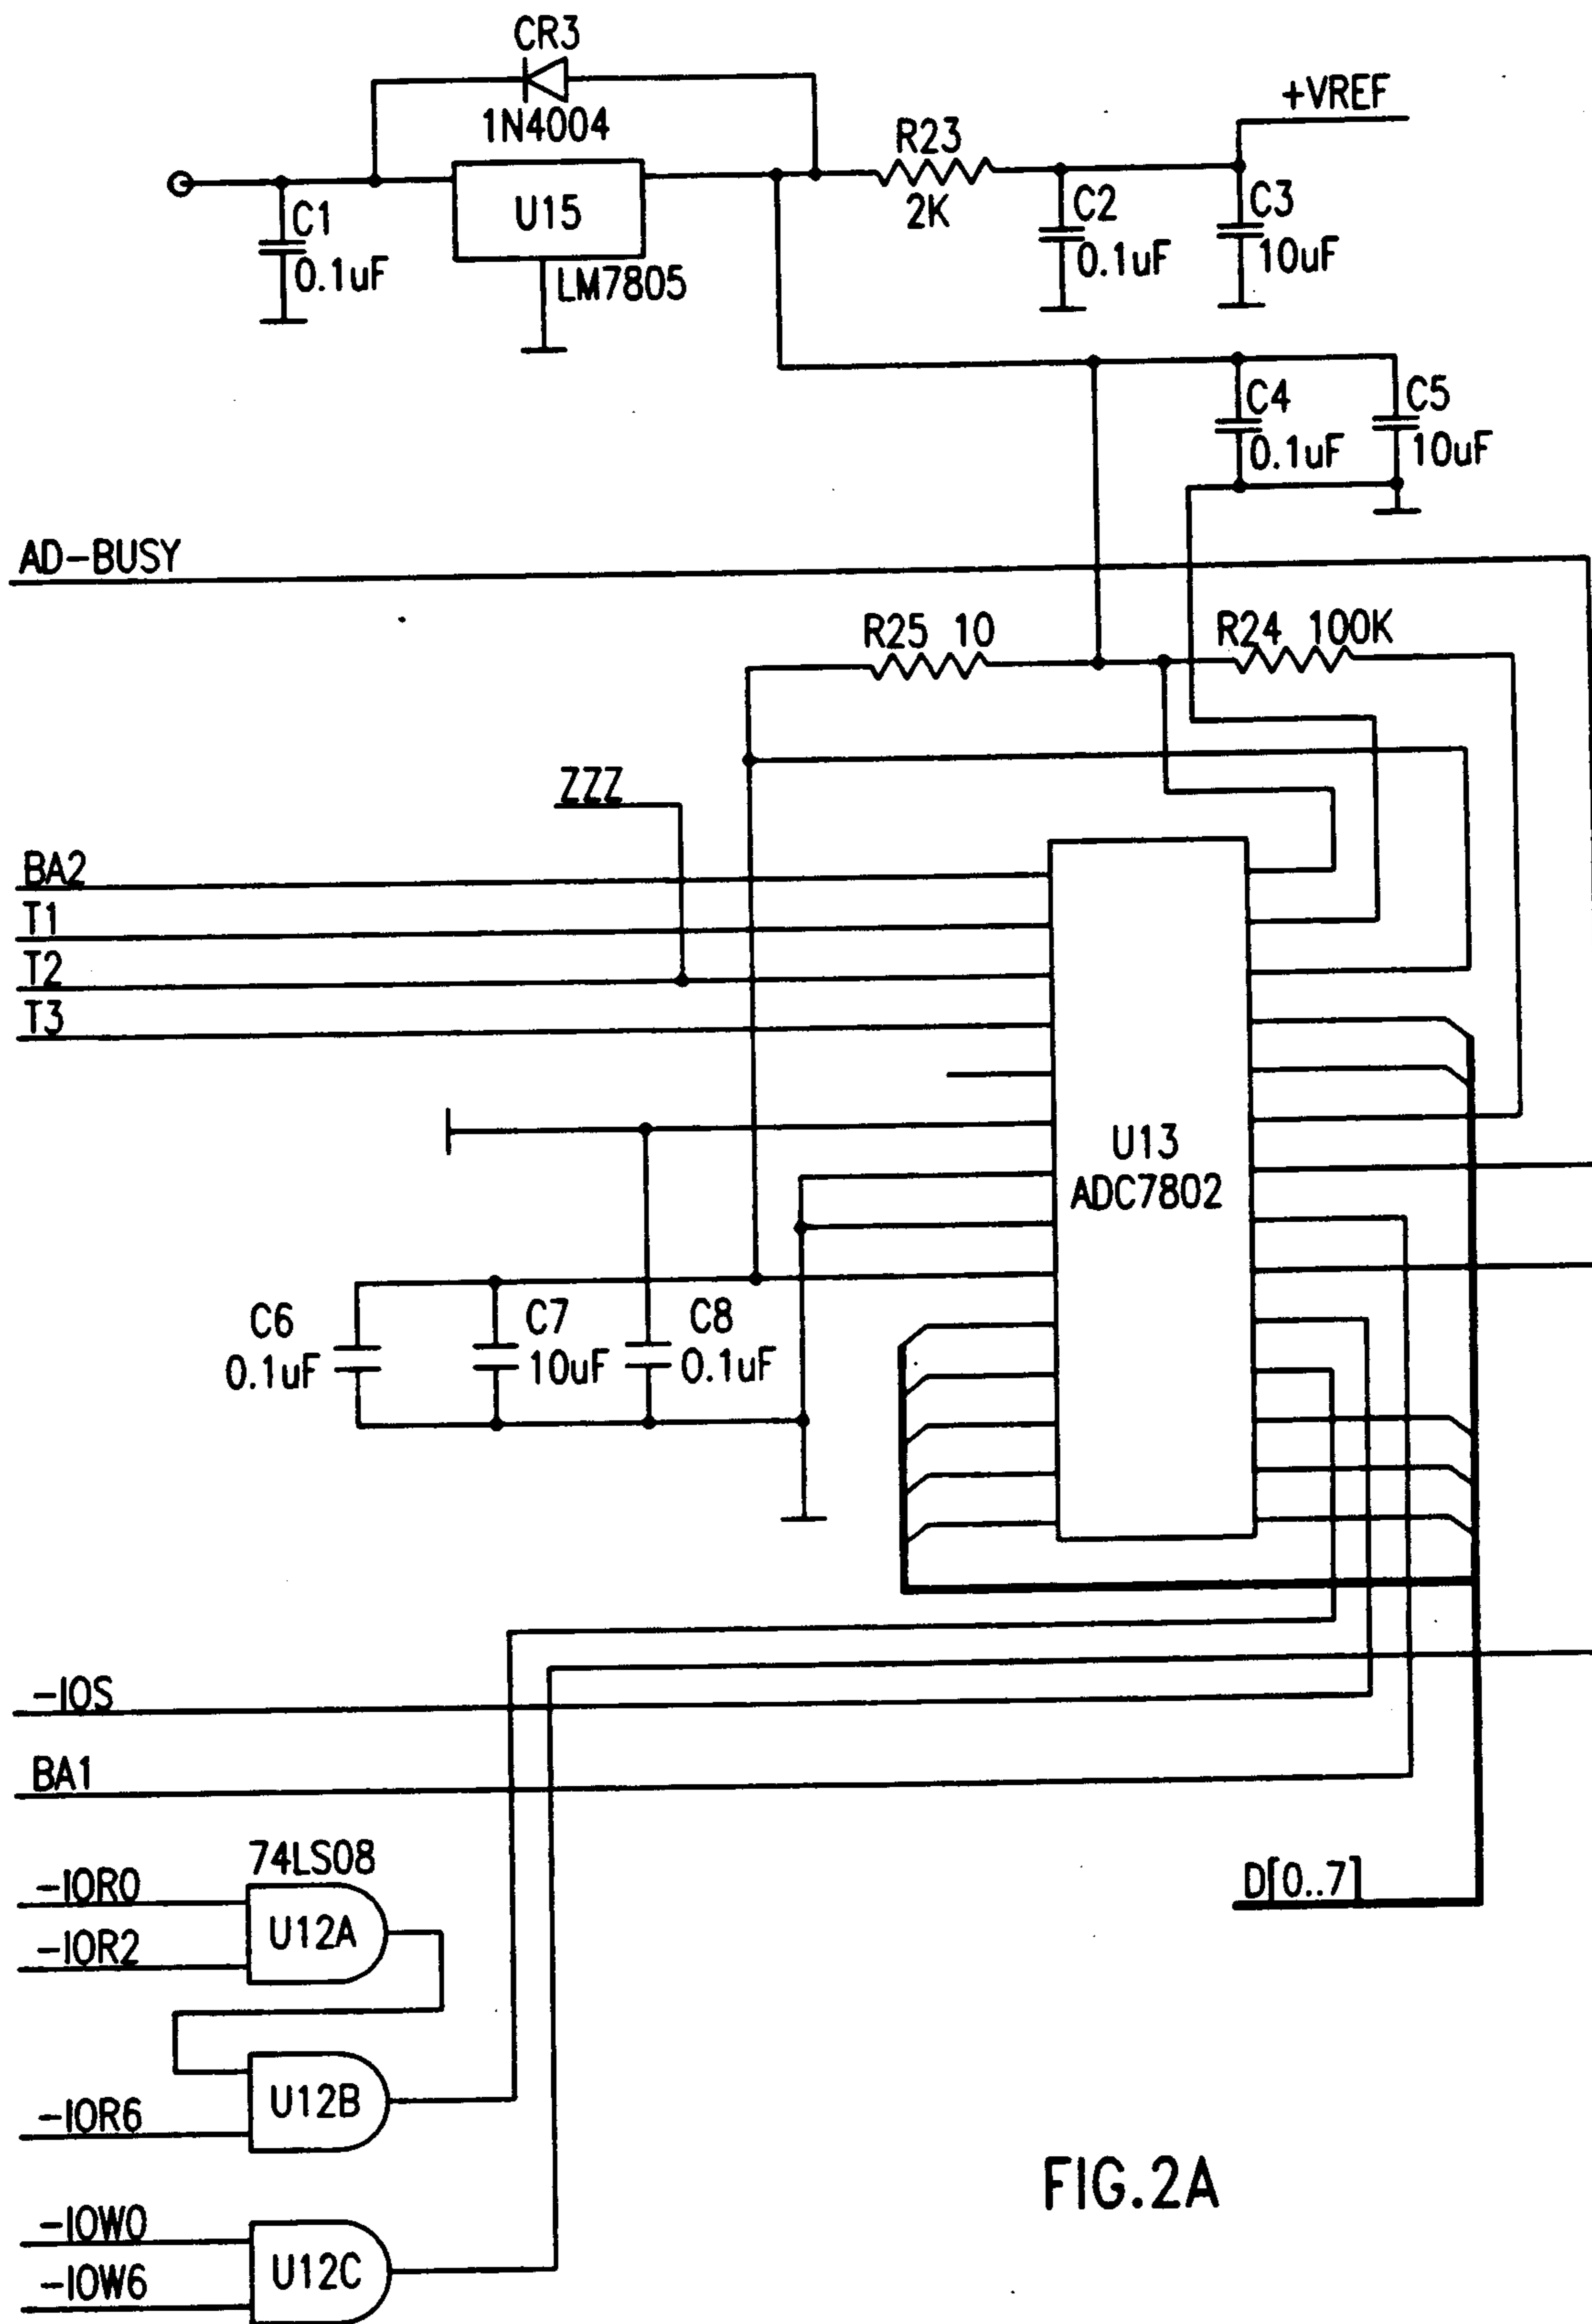 CR3
1N4004
+VREF
R23
2K
U15
LM7805
C1
0.1uF
C2
0.1uF
C3
10uF
C4
0.1uF
C5
10uF
AD-BUSY
R25 10
R24 100K
ZZZ
BA2
T1
T2
T3
U13
ADC7802
C6
0.1uF
C7
10uF
C8
0.1uF
-IOS
BA1
74LS08
-IOR0
U12A
-IOR2
D[0..7]
U12B
-IOR6
FIG.2A
-IOW0
U12C
-IOW6